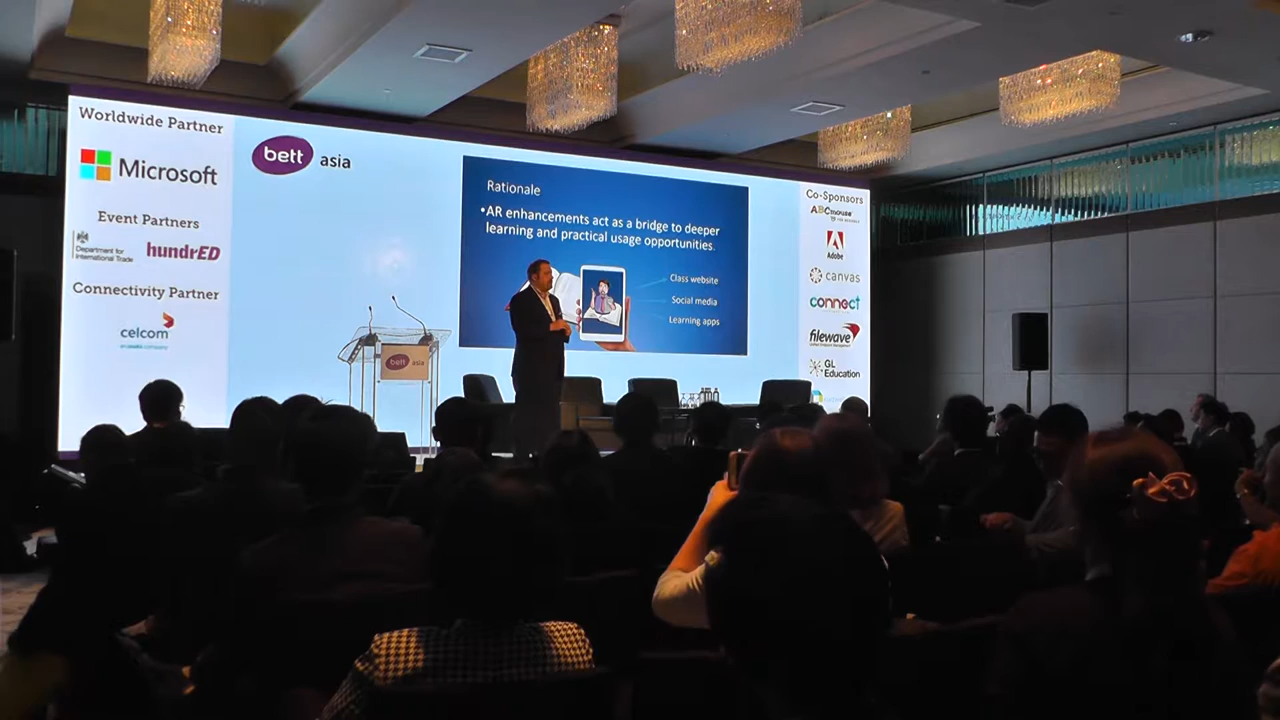 Worldwide Partner
Microsoft
Event Partners
Department for
International Trade
hundrED
Connectivity Partner
celcom
bett asia
bett asia
Rationale
•AR enhancements act as a bridge to deeper
learning and practical usage opportunities.
Class website
Social media
Learning apps
Co-Sponsors
ABCmouse
Adobe
canvas
connect
filewave
GL
Education